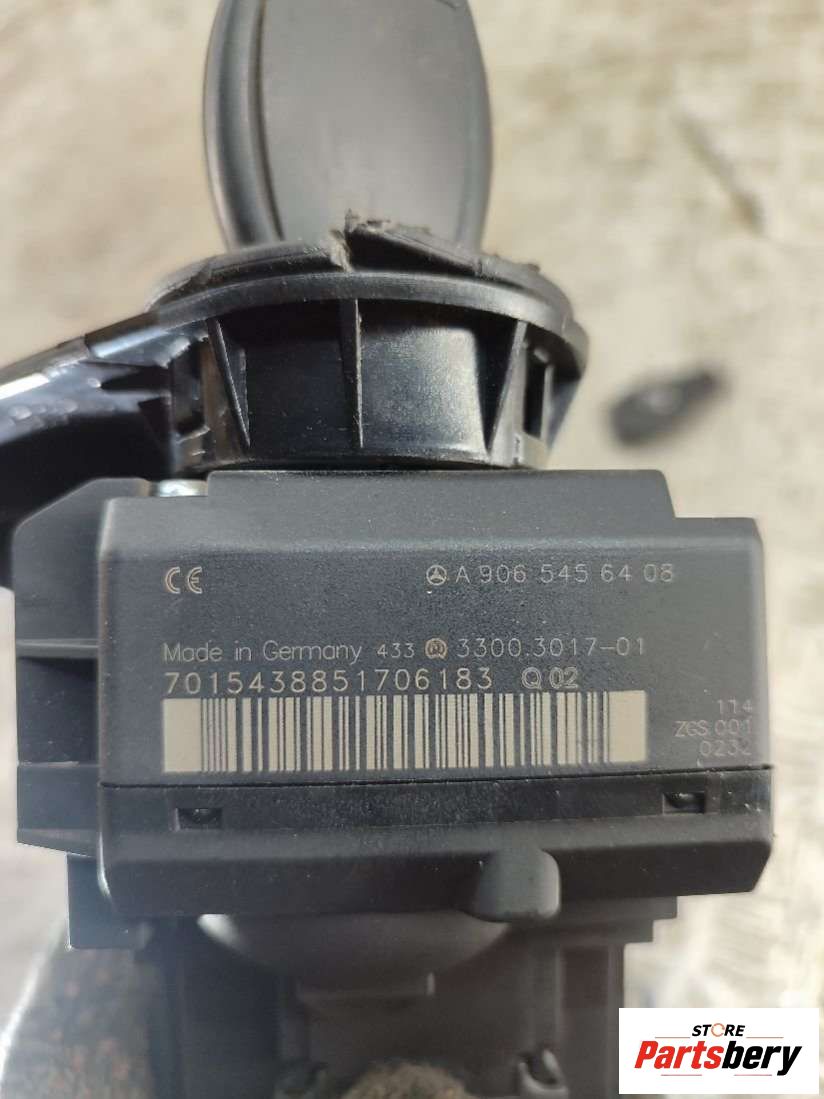 CE
A 906 545 64 08
Made in Germany 433 3300.3017-01
7015438851706183 Q 02
114
ZGS 001
0232
STORE
Partsbery